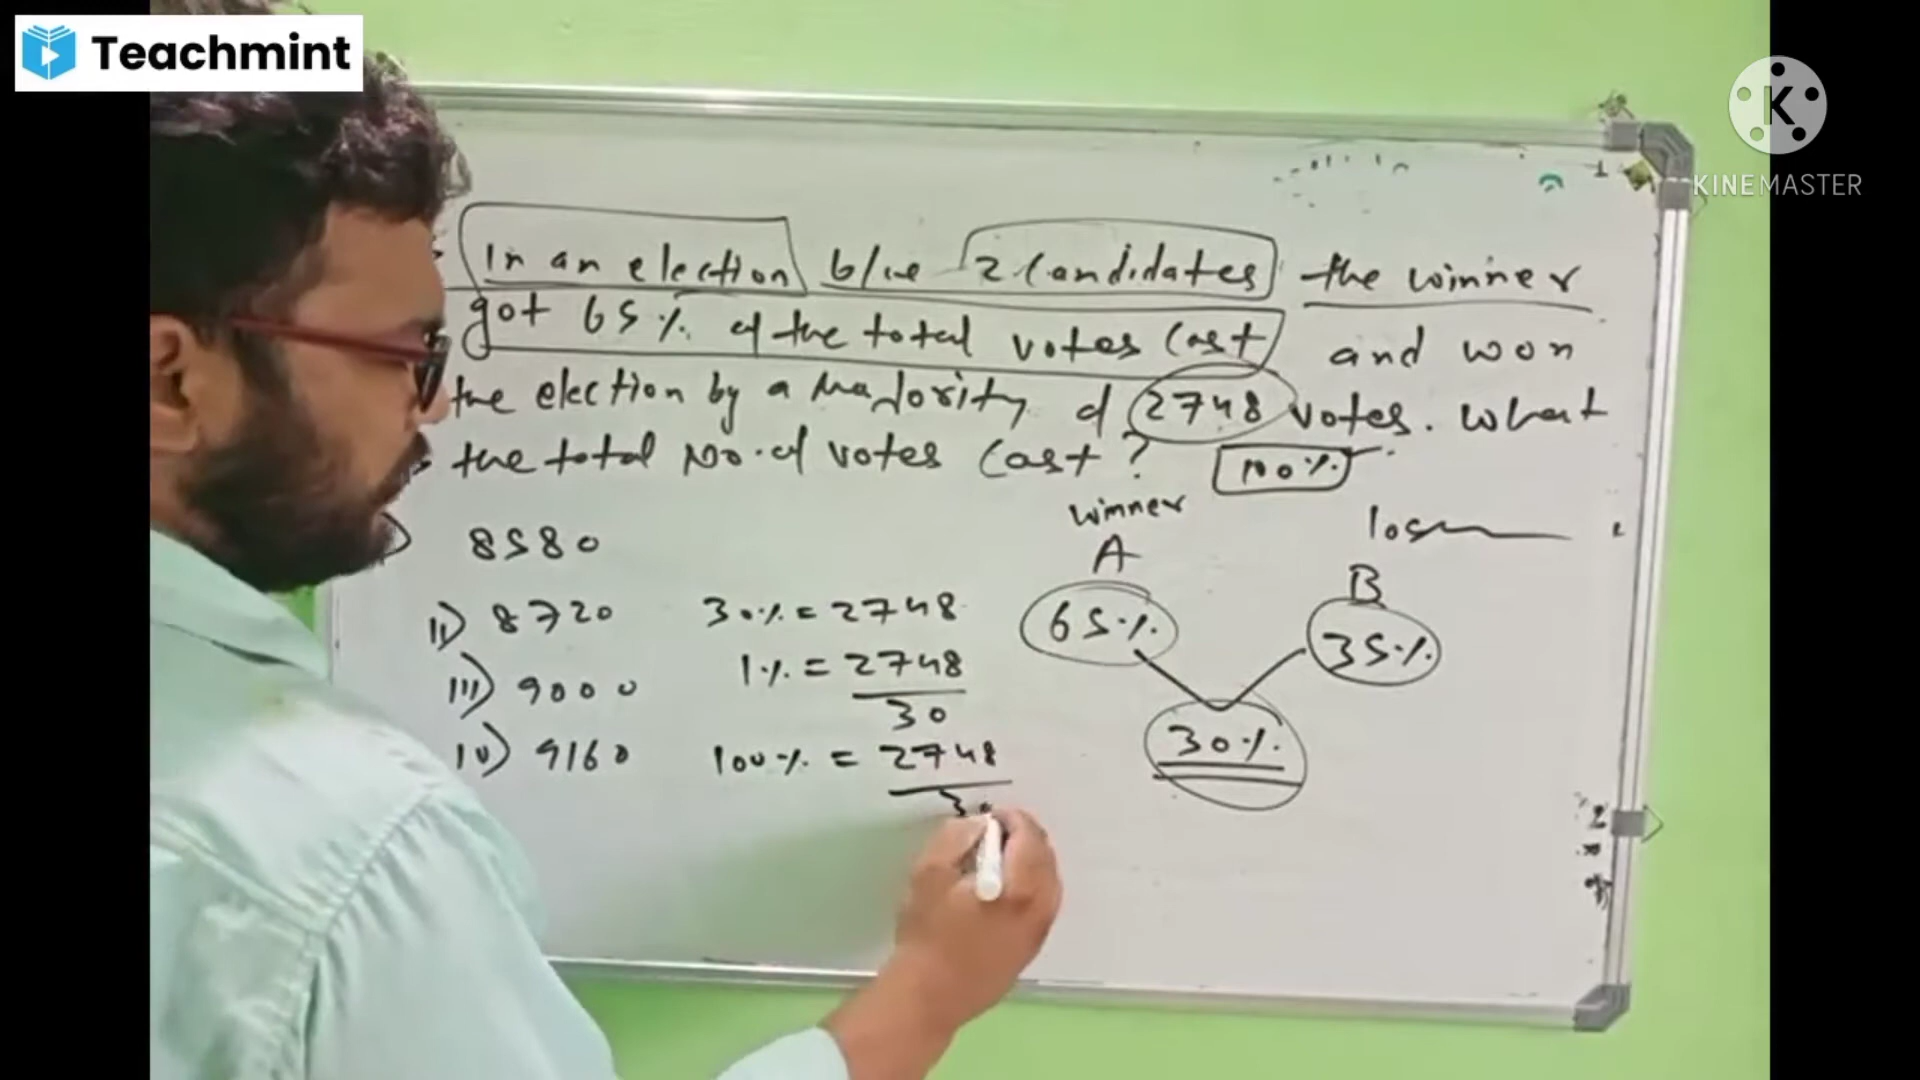 Teachmint
KINEMASTER
In an election b/w 2 Candidates the winner
got 65% of the total votes Cast and won
the election by a Majority of 2748 votes. What
the total No. of votes Cast?
100%
winner
A
B
65%
35%
30%
8580
II) 8720
III) 9000
IV) 9160
30% = 2748
1% = 2748
30
100% = 2748